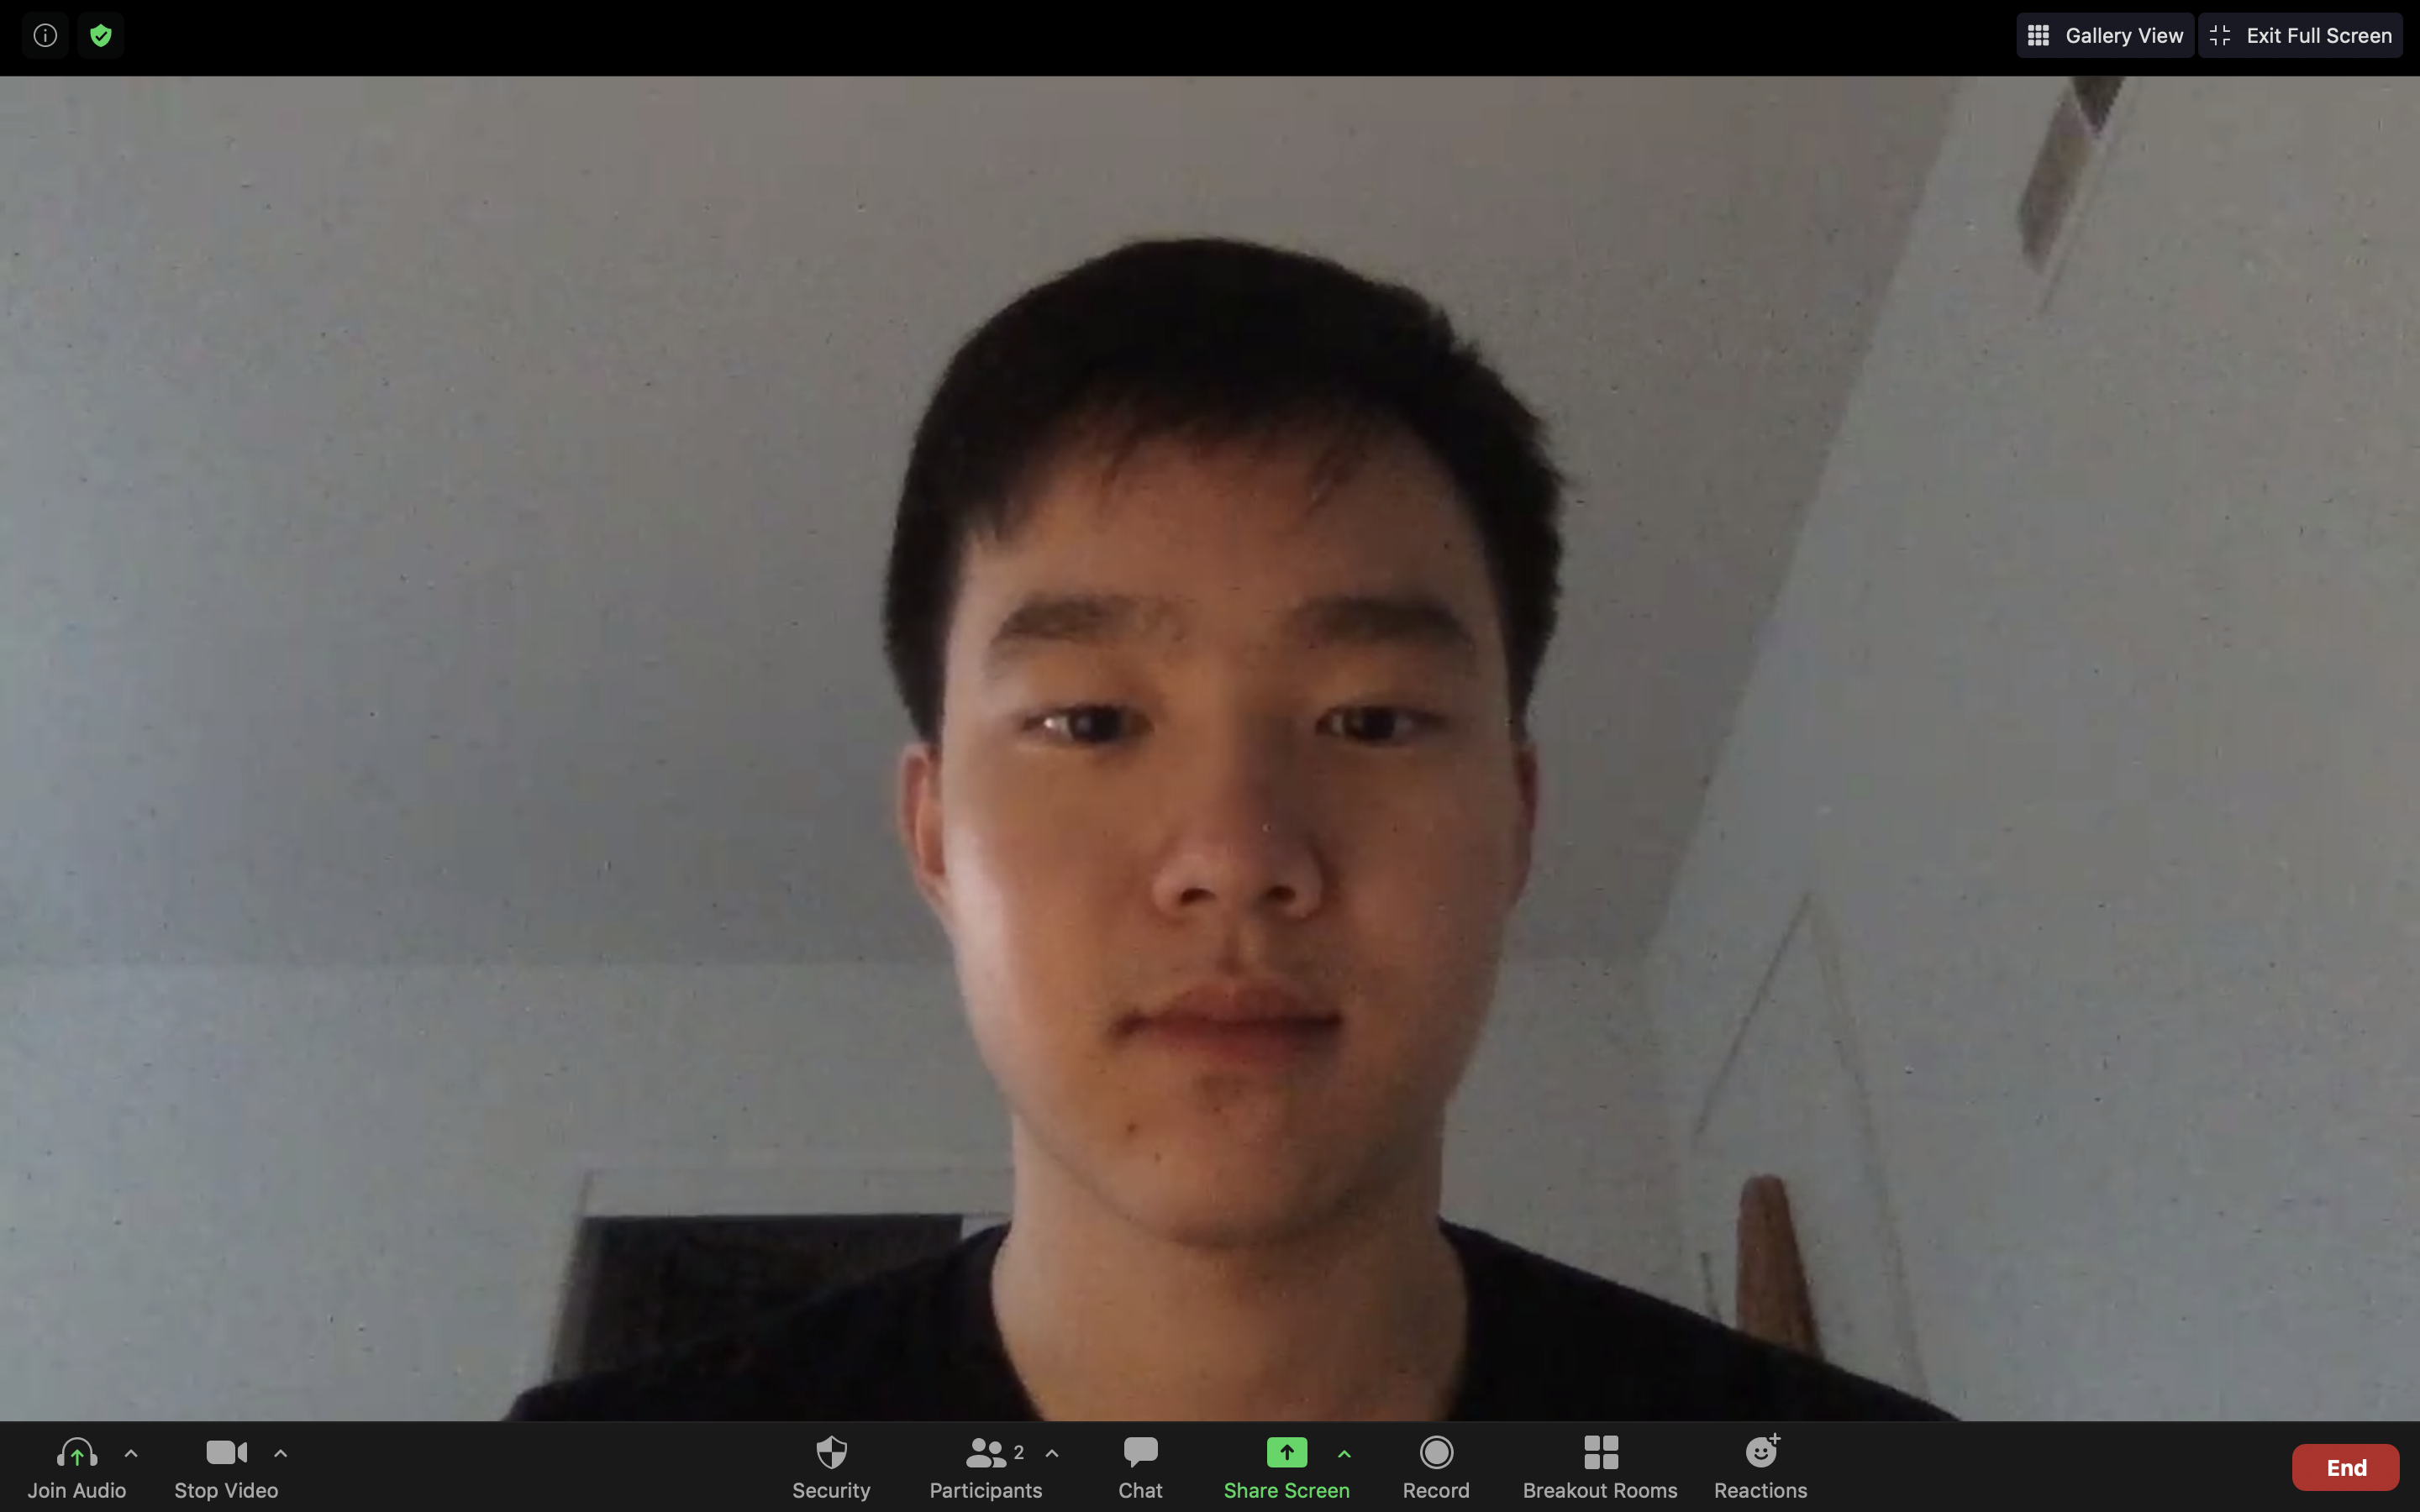 Gallery View
Exit Full Screen
Join Audio
Stop Video
Security
2
Participants
Chat
Share Screen
Record
Breakout Rooms
Reactions
End